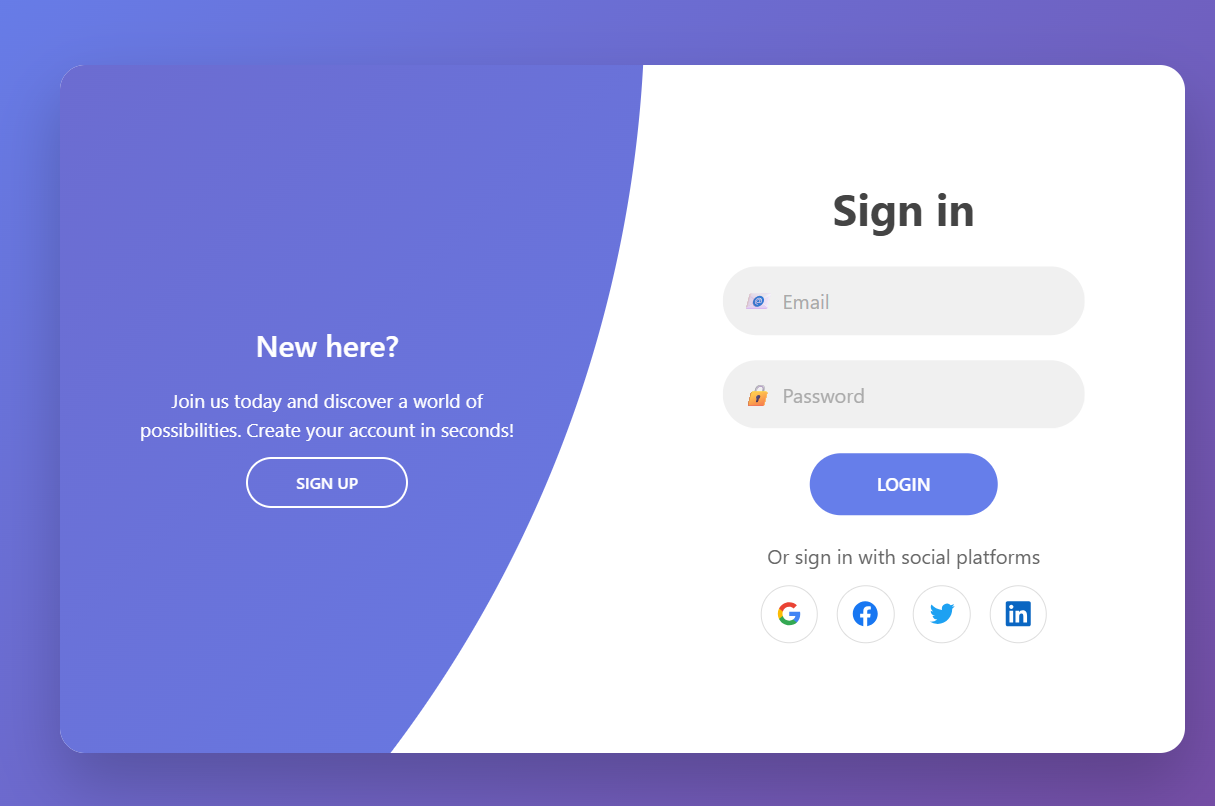 New here?
Join us today and discover a world of
possibilities. Create your account in seconds!
SIGN UP
Sign in
Email
Password
LOGIN
Or sign in with social platforms